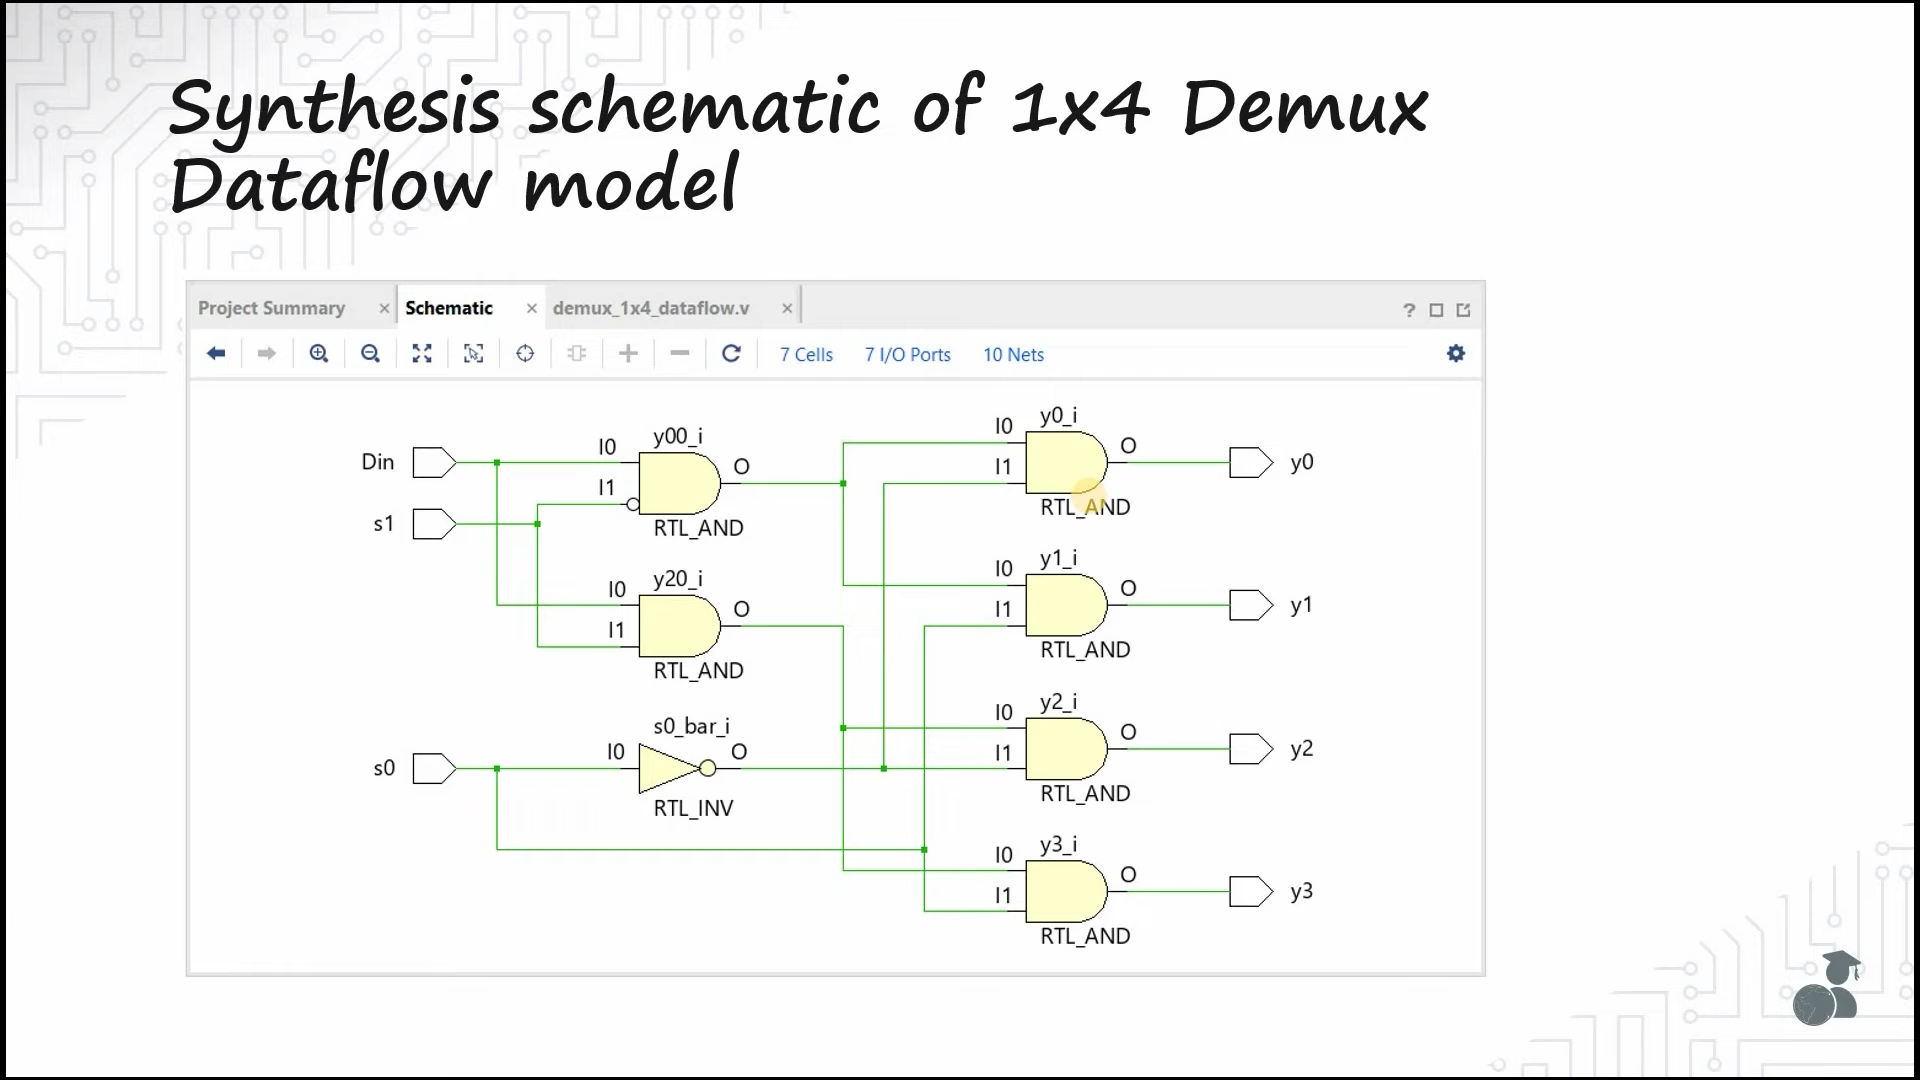 Synthesis schematic of 1x4 Demux
Dataflow model
Project Summary × Schematic × demux_1x4_dataflow.v × ?
7 Cells 7 I/O Ports 10 Nets
Din
s1
s0
I0
y00_i
I1
O
RTL_AND
I0
y20_i
I1
O
RTL_AND
s0_bar_i
I0
O
RTL_INV
y0_i
I0
I1
O
RTL_AND
y0
y1_i
I0
I1
O
RTL_AND
y1
y2_i
I0
I1
O
RTL_AND
y2
y3_i
I0
I1
O
RTL_AND
y3